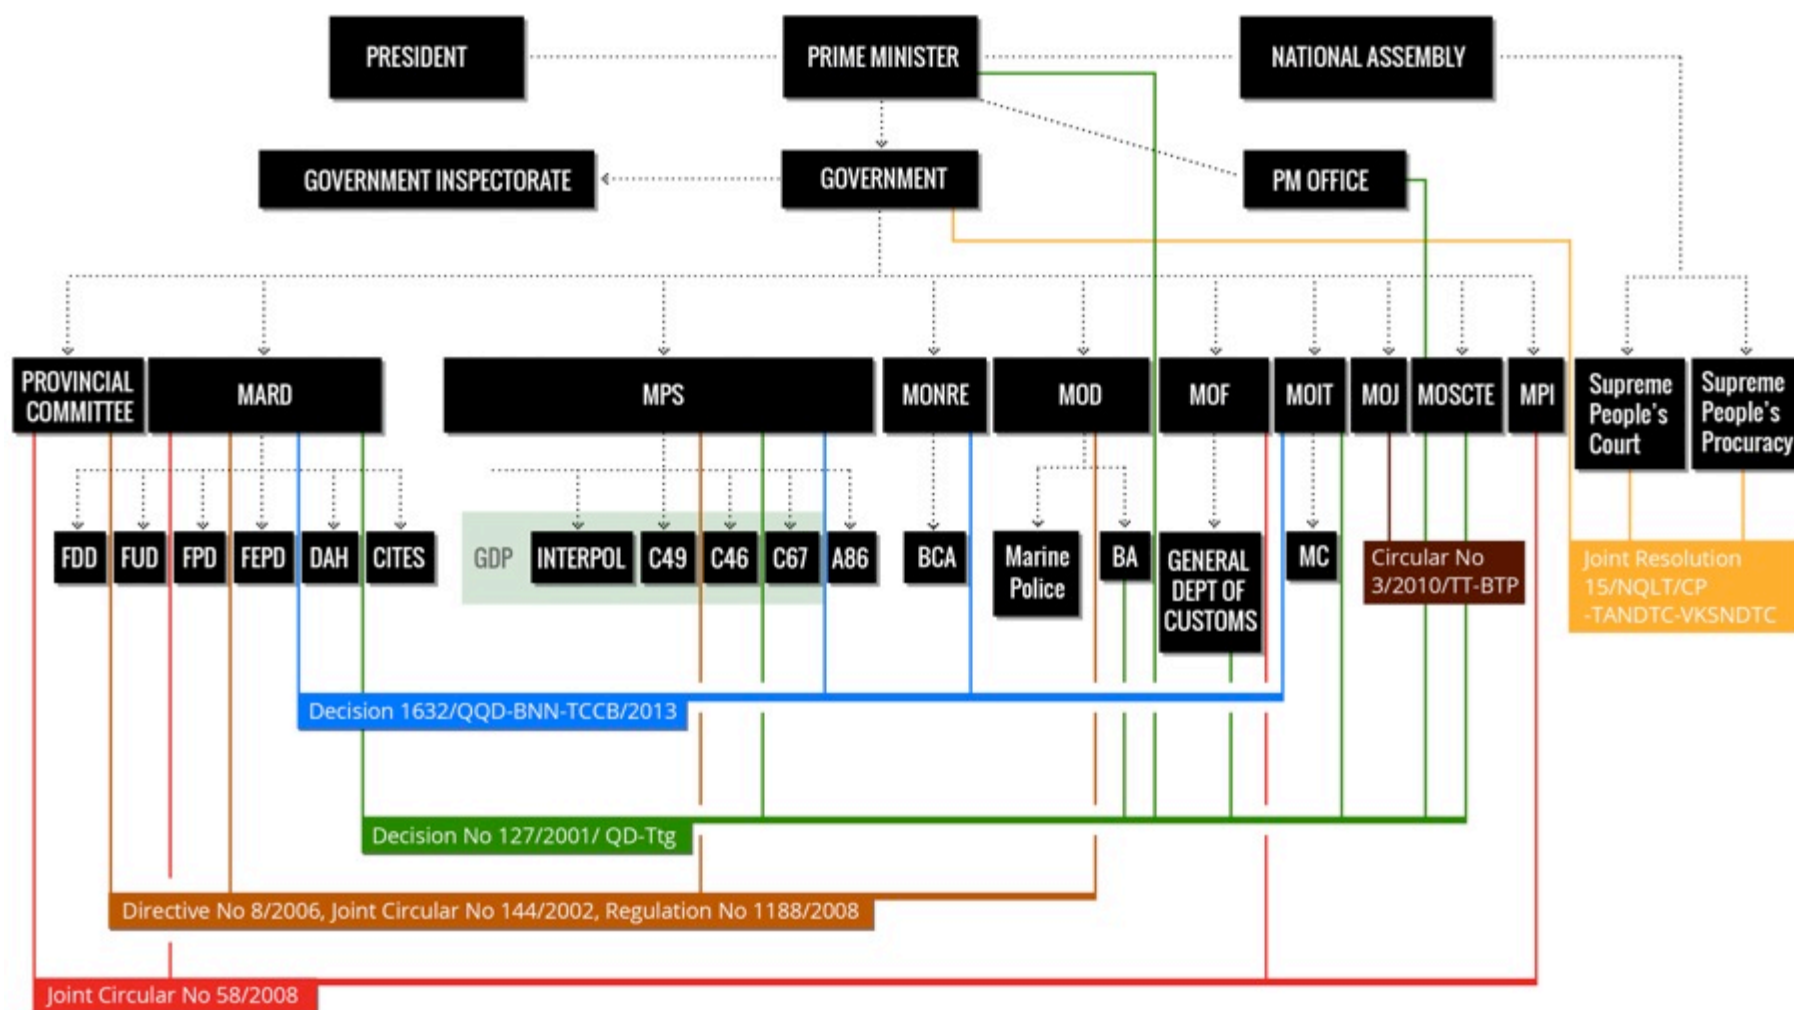 PRESIDENT
PRIME MINISTER
NATIONAL ASSEMBLY
GOVERNMENT INSPECTORATE
GOVERNMENT
PM OFFICE
PROVINCIAL
COMMITTEE
MARD
MPS
MONRE
MOD
MOF
MOIT
MOJ
MOSCTE
MPI
Supreme
People's
Court
Supreme
People's
Procuracy
FDD
FUD
FPD
FEPD
DAH
CITES
GDP
INTERPOL
C49
C46
C67
A86
BCA
Marine
Police
BA
GENERAL
DEPT OF
CUSTOMS
MC
Circular No
3/2010/TT-BTP
Joint Resolution
15/NQLT/CP
-TANDTC-VKSNDTC
Decision 1632/QQD-BNN-TCCB/2013
Decision No 127/2001/ QD-Ttg
Directive No 8/2006, Joint Circular No 144/2002, Regulation No 1188/2008
Joint Circular No 58/2008